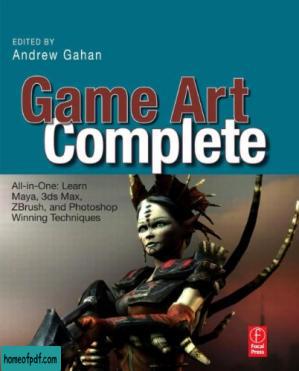 EDITED BY
Andrew Gahan
Game Art
Complete
All-in-One: Learn
Maya, 3ds Max,
ZBrush, and Photoshop
Winning Techniques
Focal
Press
homeofpdf.com